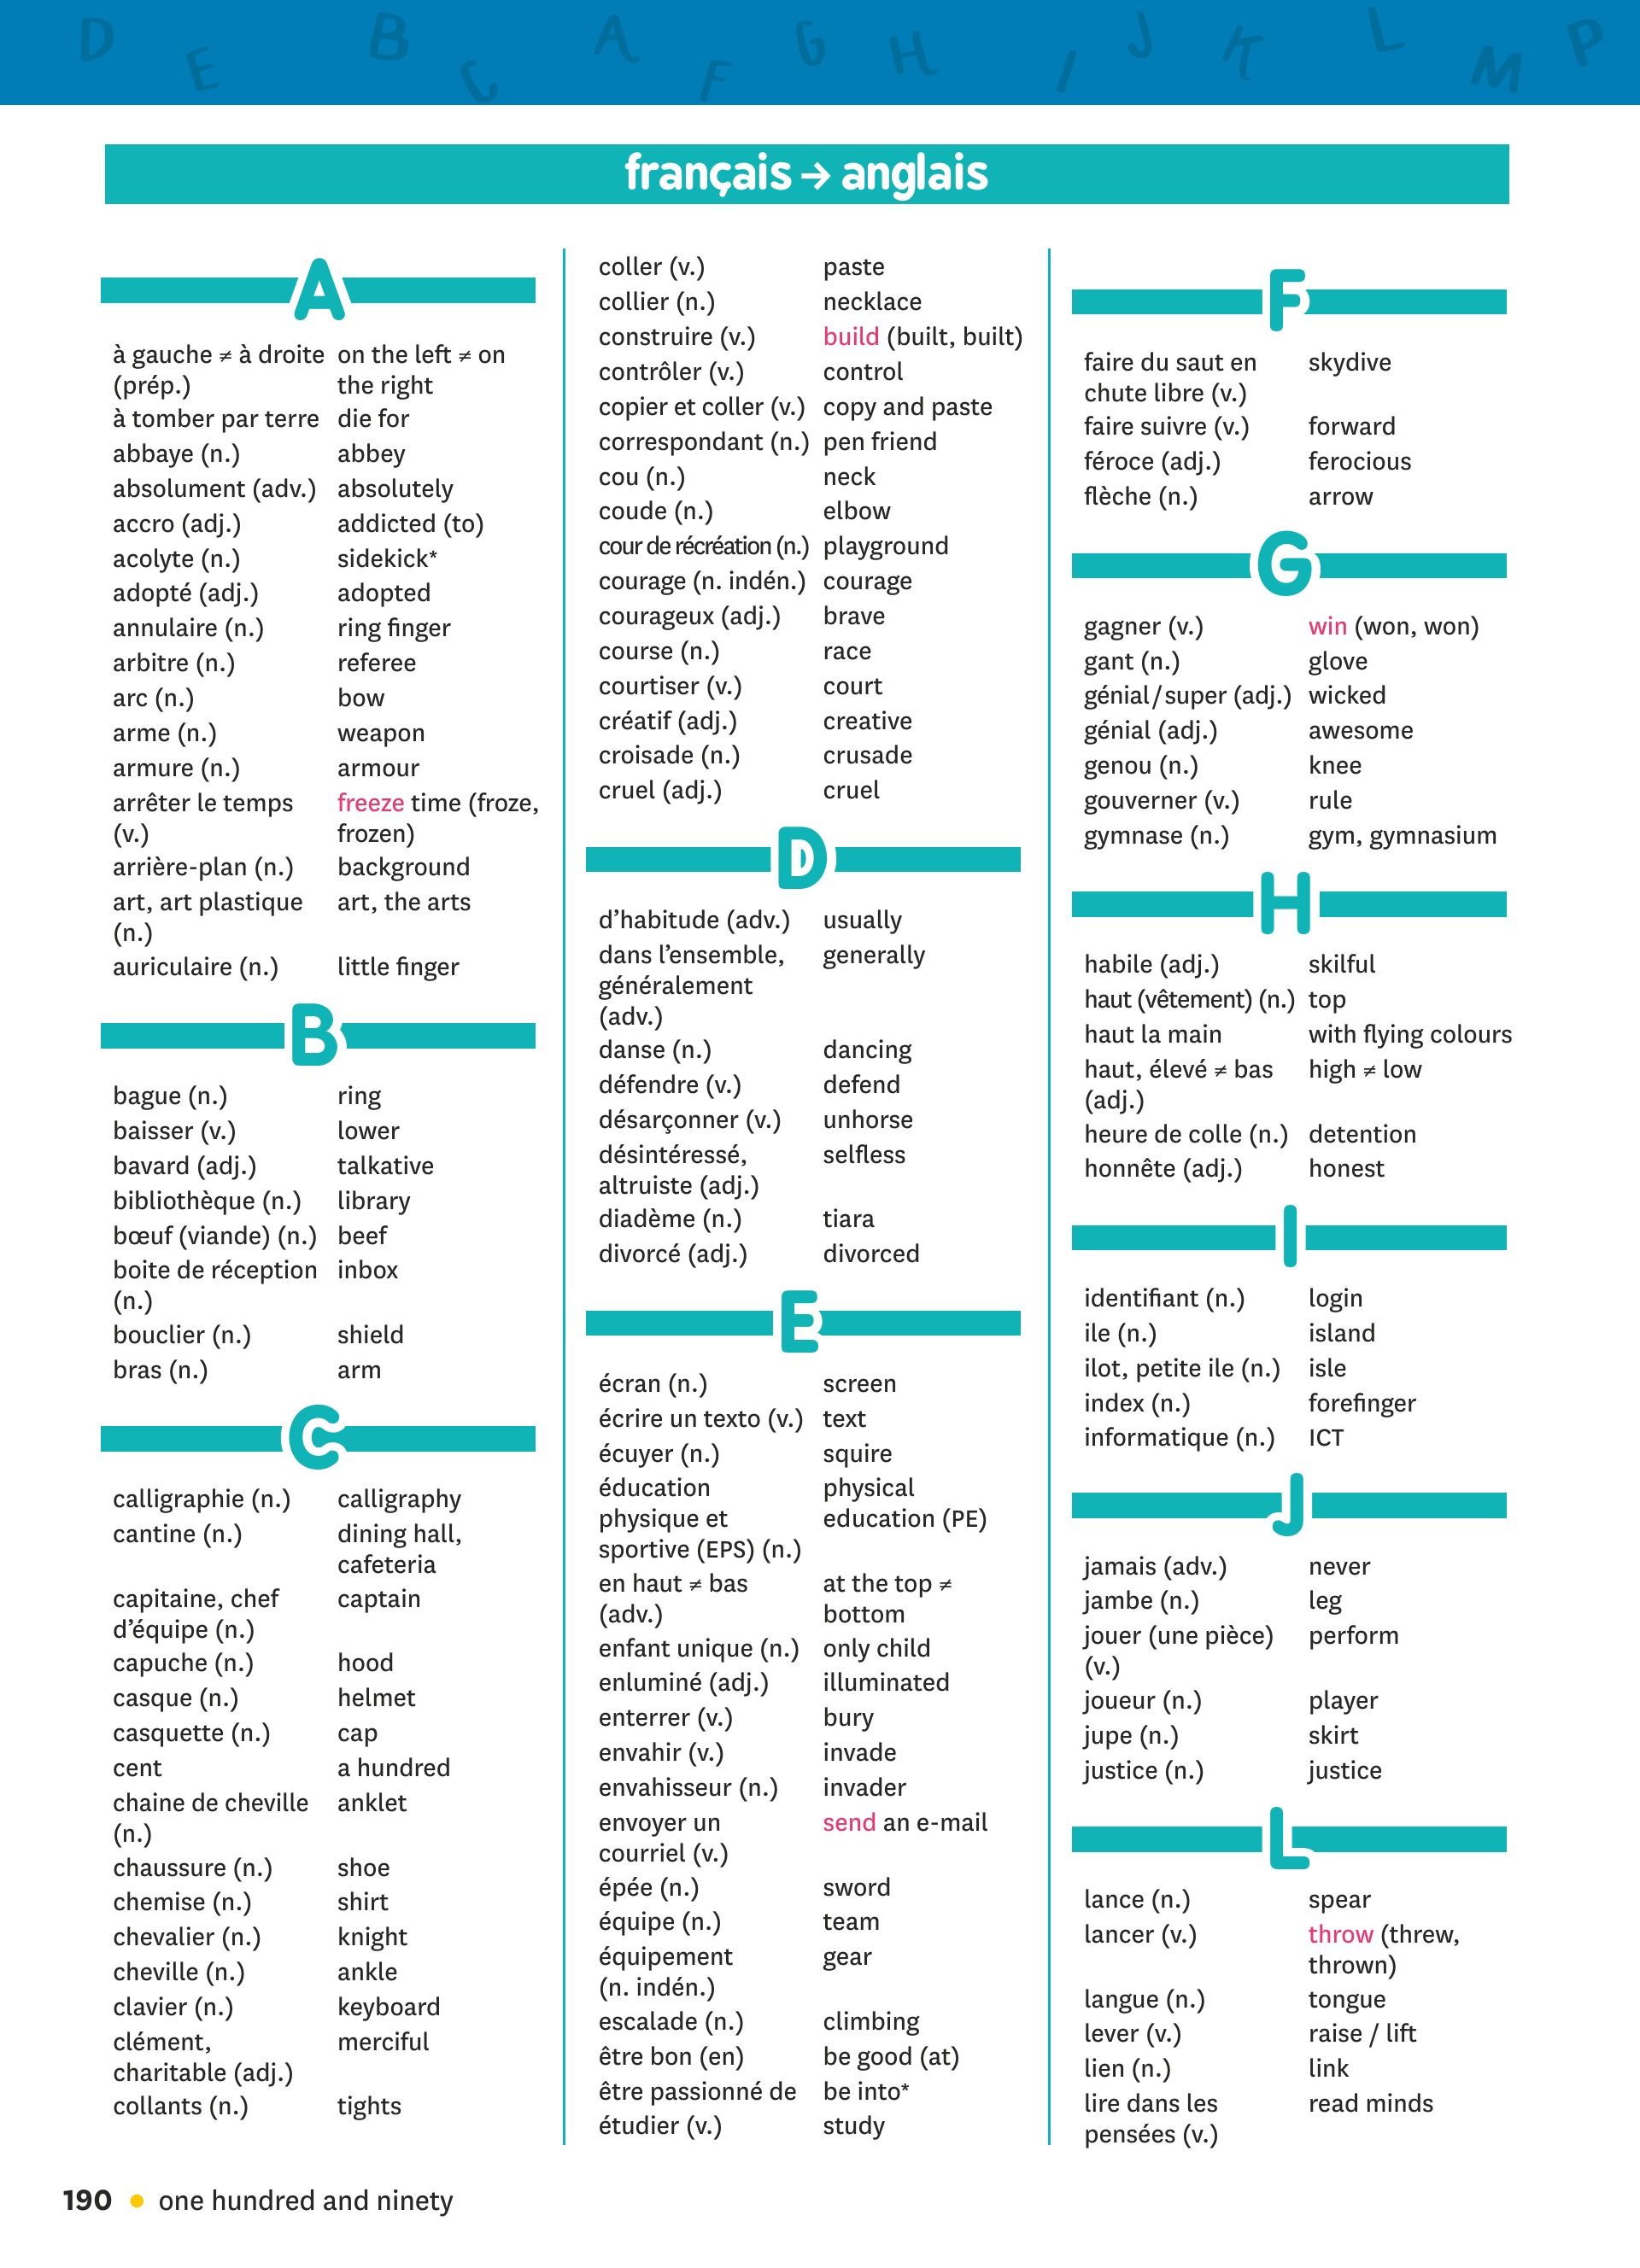 D E B C A F G H I J K L M P
français → anglais
A
à gauche ≠ à droite on the left ≠ on
(prép.) the right
à tomber par terre die for
abbaye (n.) abbey
absolument (adv.) absolutely
accro (adj.) addicted (to)
acolyte (n.) sidekick*
adopté (adj.) adopted
annulaire (n.) ring finger
arbitre (n.) referee
arc (n.) bow
arme (n.) weapon
armure (n.) armour
arrêter le temps freeze time (froze,
(v.) frozen)
arrière-plan (n.) background
art, art plastique art, the arts
(n.)
auriculaire (n.) little finger
B
bague (n.) ring
baisser (v.) lower
bavard (adj.) talkative
bibliothèque (n.) library
bœuf (viande) (n.) beef
boite de réception inbox
(n.)
bouclier (n.) shield
bras (n.) arm
C
calligraphie (n.) calligraphy
cantine (n.) dining hall,
cafeteria
capitaine, chef captain
d’équipe (n.)
capuche (n.) hood
casque (n.) helmet
casquette (n.) cap
cent a hundred
chaine de cheville anklet
(n.)
chaussure (n.) shoe
chemise (n.) shirt
chevalier (n.) knight
cheville (n.) ankle
clavier (n.) keyboard
clément, merciful
charitable (adj.)
collants (n.) tights
coller (v.) paste
collier (n.) necklace
construire (v.) build (built, built)
contrôler (v.) control
copier et coller (v.) copy and paste
correspondant (n.) pen friend
cou (n.) neck
coude (n.) elbow
cour de récréation (n.) playground
courage (n. indén.) courage
courageux (adj.) brave
course (n.) race
courtiser (v.) court
créatif (adj.) creative
croisade (n.) crusade
cruel (adj.) cruel
D
d’habitude (adv.) usually
dans l’ensemble, generally
généralement
(adv.)
danse (n.) dancing
défendre (v.) defend
désarçonner (v.) unhorse
désintéressé, selfless
altruiste (adj.)
diadème (n.) tiara
divorcé (adj.) divorced
E
écran (n.) screen
écrire un texto (v.) text
écuyer (n.) squire
éducation physical
physique et education (PE)
sportive (EPS) (n.)
en haut ≠ bas at the top ≠
(adv.) bottom
enfant unique (n.) only child
enluminé (adj.) illuminated
enterrer (v.) bury
envahir (v.) invade
envahisseur (n.) invader
envoyer un send an e-mail
courriel (v.)
épée (n.) sword
équipe (n.) team
équipement gear
(n. indén.)
escalade (n.) climbing
être bon (en) be good (at)
être passionné de be into*
étudier (v.) study
F
faire du saut en skydive
chute libre (v.)
faire suivre (v.) forward
féroce (adj.) ferocious
flèche (n.) arrow
G
gagner (v.) win (won, won)
gant (n.) glove
génial/super (adj.) wicked
génial (adj.) awesome
genou (n.) knee
gouverner (v.) rule
gymnase (n.) gym, gymnasium
H
habile (adj.) skilful
haut (vêtement) (n.) top
haut la main with flying colours
haut, élevé ≠ bas high ≠ low
(adj.)
heure de colle (n.) detention
honnête (adj.) honest
I
identifiant (n.) login
ile (n.) island
ilot, petite ile (n.) isle
index (n.) forefinger
informatique (n.) ICT
J
jamais (adv.) never
jambe (n.) leg
jouer (une pièce) perform
(v.)
joueur (n.) player
jupe (n.) skirt
justice (n.) justice
L
lance (n.) spear
lancer (v.) throw (threw,
thrown)
langue (n.) tongue
lever (v.) raise / lift
lien (n.) link
lire dans les read minds
pensées (v.)
190 • one hundred and ninety